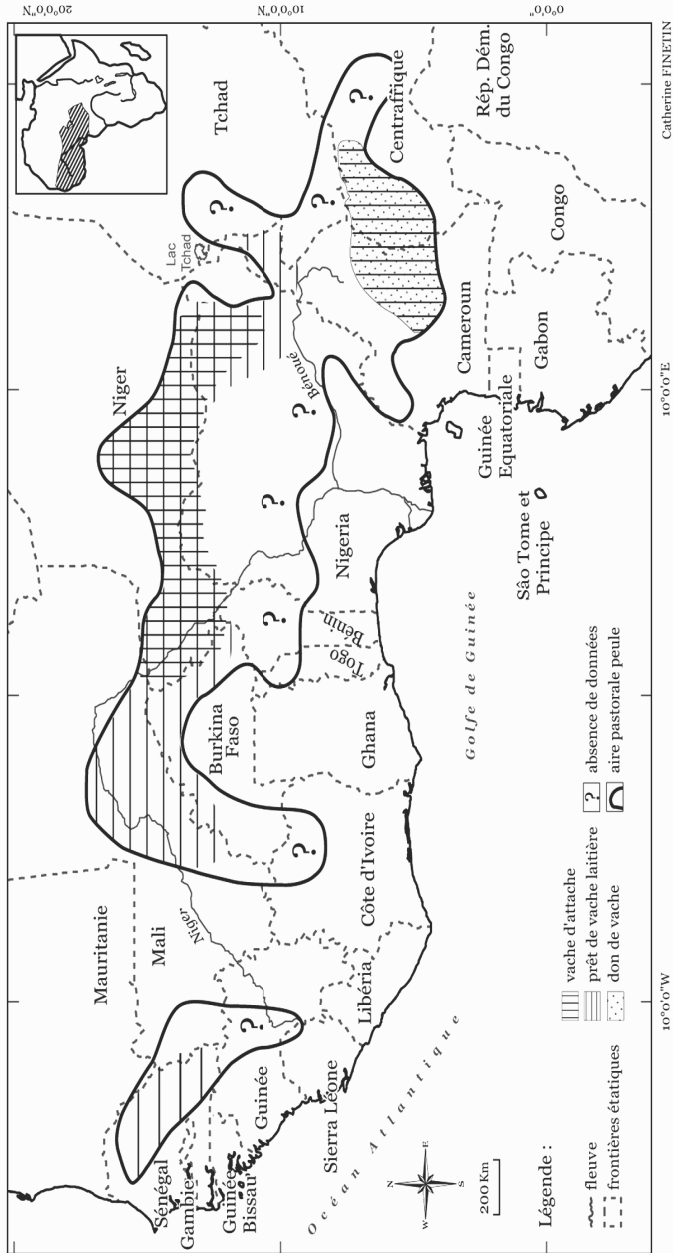 20°0'0"N
10°0'0"N
0°0'0"
10°0'0"W
10°0'0"E
Mauritanie
Mali
Niger
Niger
Tchad
Lac
Tchad
Sénégal
Gambie
Guinée
Bissau
Guinée
Sierra Léone
Libéria
Côte d'Ivoire
Burkina
Faso
Ghana
Togo
Bénin
Nigeria
Bénoué
Cameroun
Centraffrique
Rép. Dém.
du Congo
Congo
Gabon
Guinée
Equatoriale
Sâo Tome et
Principe
Golfe de Guinée
Océan Atlantique
?
?
?
?
?
?
?
?
N
E
S
W
200 Km
Légende :
fleuve
frontières étatiques
vache d'attache
prêt de vache laitière
don de vache
? absence de données
aire pastorale peule
Catherine FINETIN